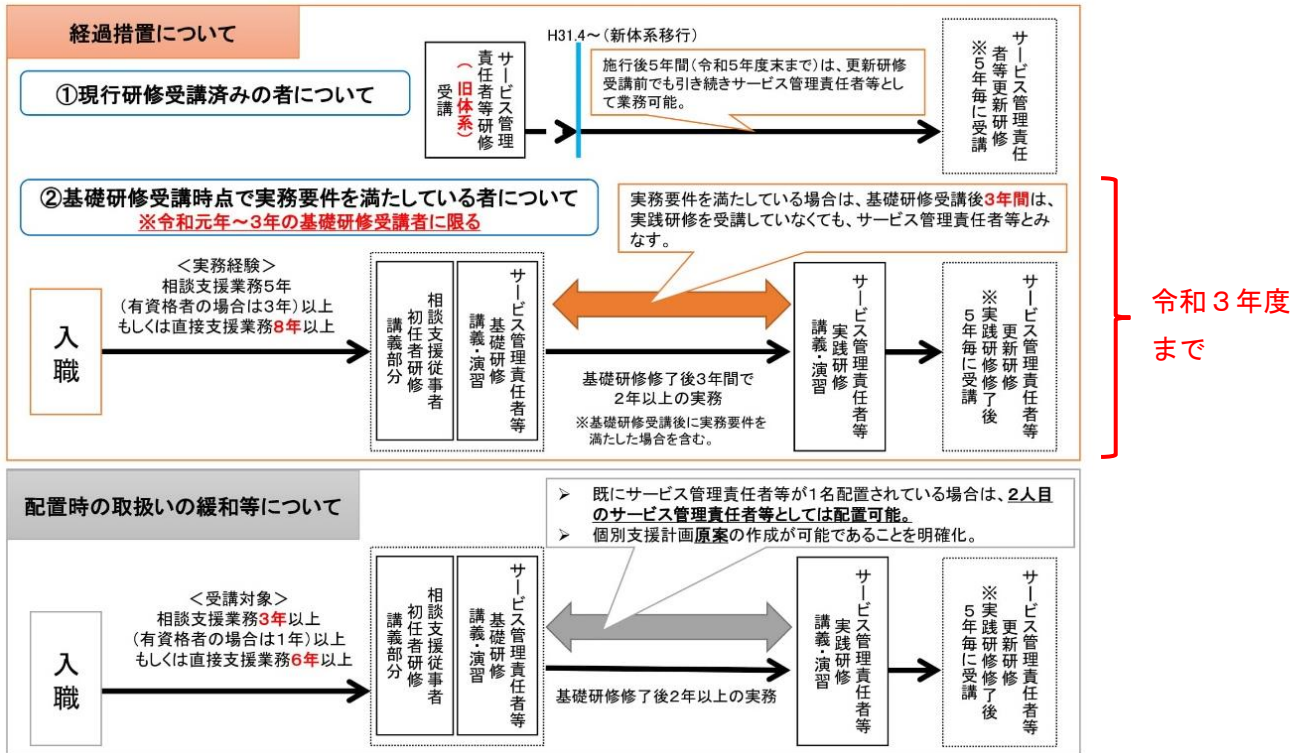 経過措置について
①現行研修受講済みの者について
サービス管理
責任者等研修
（旧体系）
受講
H31.4～(新体系移行)
施行後5年間(令和5年度末まで)は、更新研修
受講前でも引き続きサービス管理責任者等とし
て業務可能。
サービス管理責任
者等更新研修
※5年毎に受講
②基礎研修受講時点で実務要件を満たしている者について
※令和元年～3年の基礎研修受講者に限る
実務要件を満たしている場合は、基礎研修受講後3年間は、
実践研修を受講していなくても、サービス管理責任者等とみ
なす。
入職
＜実務経験＞
相談支援業務5年
(有資格者の場合は3年)以上
もしくは直接支援業務8年以上
相談支援従事者
初任者研修
講義部分
サービス管理責任者等
基礎研修
講義・演習
基礎研修修了後3年間で
2年以上の実務
※基礎研修受講後に実務要件を
満たした場合を含む。
サービス管理責任者等
実践研修
講義・演習
サービス管理責任者等
更新研修
※実践研修修了後
5年毎に受講
令和３年度
まで
配置時の取扱いの緩和等について
➢ 既にサービス管理責任者等が1名配置されている場合は、２人目
のサービス管理責任者等としては配置可能。
➢ 個別支援計画原案の作成が可能であることを明確化。
入職
＜受講対象＞
相談支援業務3年以上
(有資格者の場合は1年)以上
もしくは直接支援業務6年以上
相談支援従事者
初任者研修
講義部分
サービス管理責任者等
基礎研修
講義・演習
基礎研修修了後2年以上の実務
サービス管理責任者等
実践研修
講義・演習
サービス管理責任者等
更新研修
※実践研修修了後
5年毎に受講